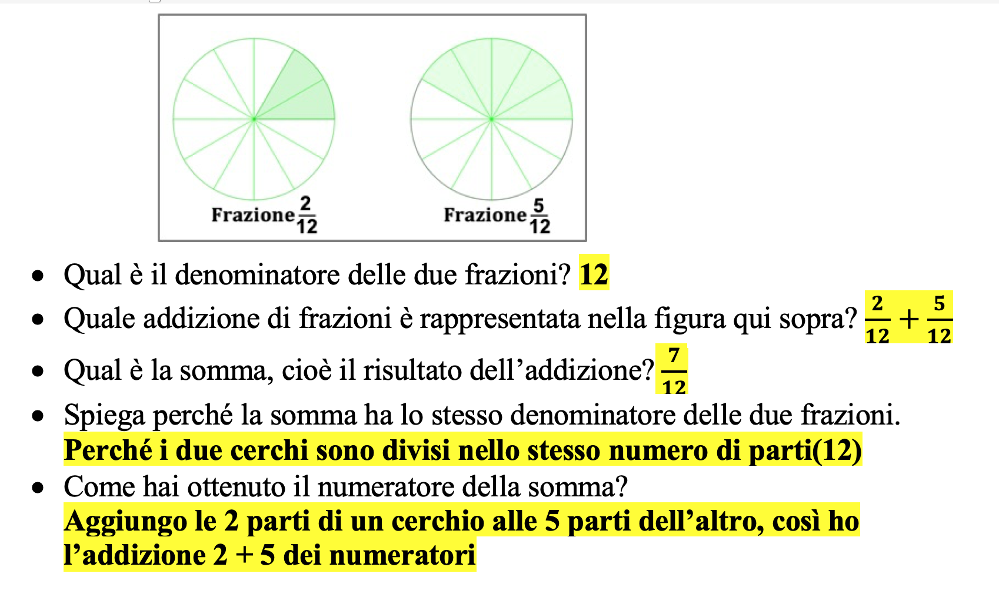 Frazione 2/12 Frazione 5/12
• Qual è il denominatore delle due frazioni? 12
• Quale addizione di frazioni è rappresentata nella figura qui sopra? 2/12 + 5/12
• Qual è la somma, cioè il risultato dell’addizione? 7/12
• Spiega perché la somma ha lo stesso denominatore delle due frazioni.
Perché i due cerchi sono divisi nello stesso numero di parti(12)
• Come hai ottenuto il numeratore della somma?
Aggiungo le 2 parti di un cerchio alle 5 parti dell’altro, così ho
l’addizione 2 + 5 dei numeratori